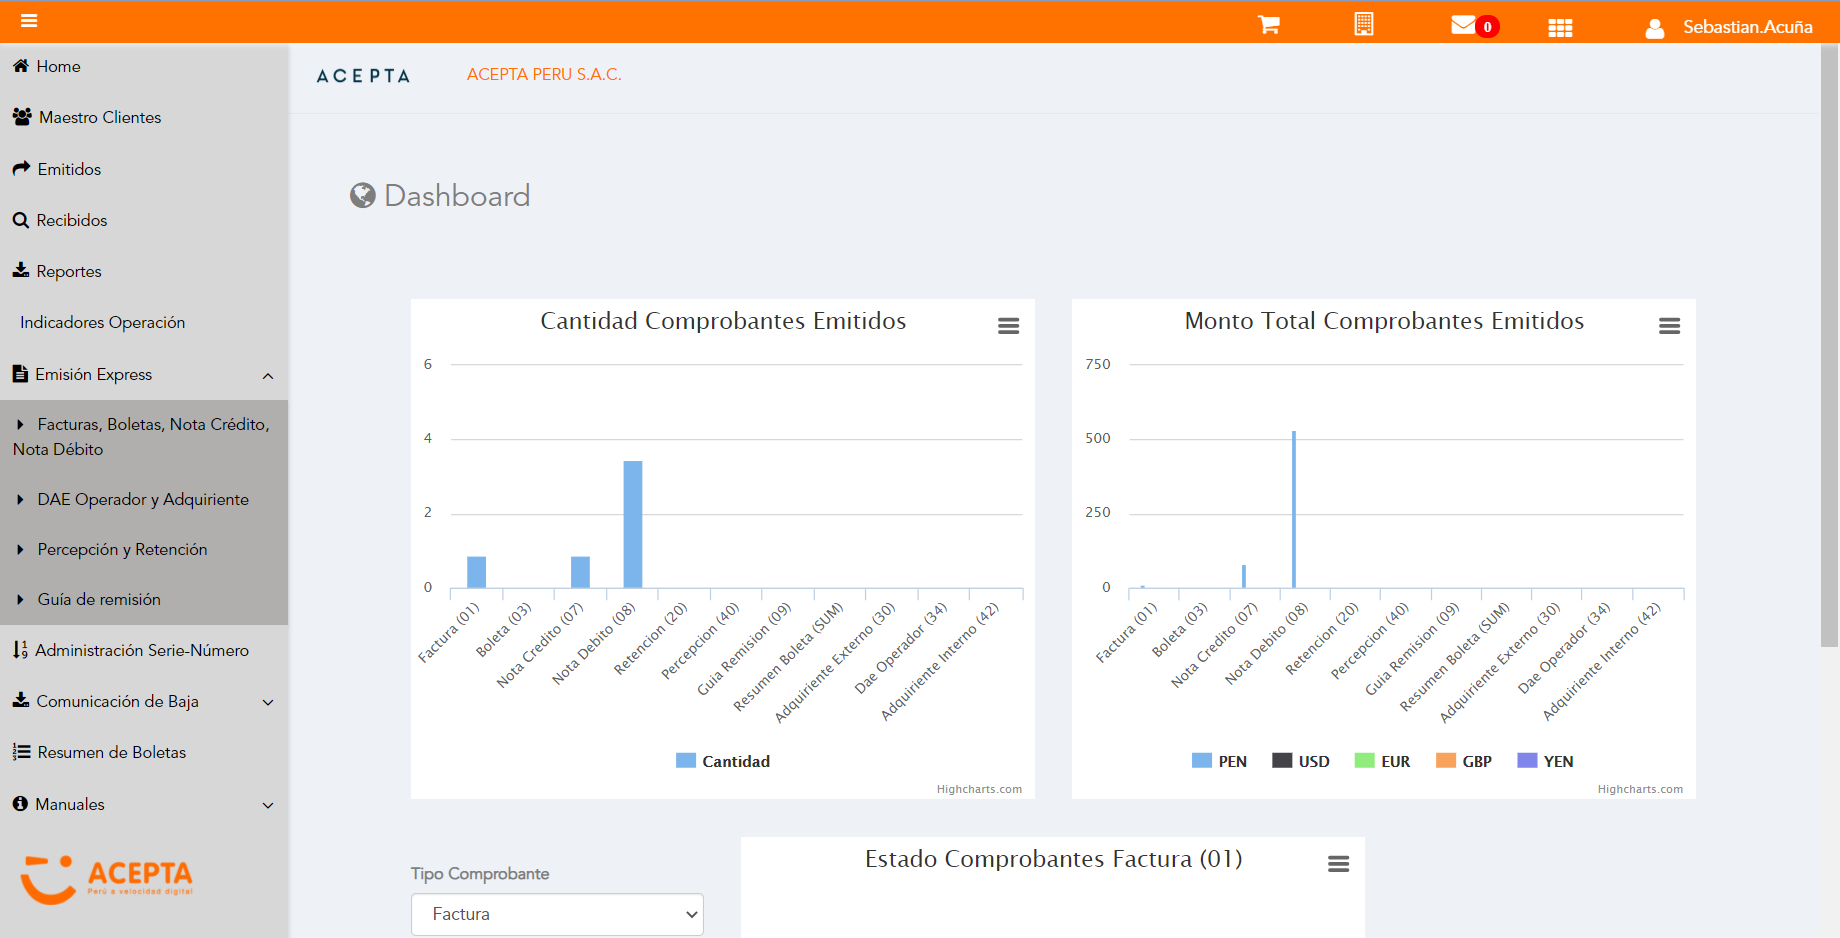 0
Sebastian.Acuña
Home
Maestro Clientes
Emitidos
Recibidos
Reportes
Indicadores Operación
Emisión Express
Facturas, Boletas, Nota Crédito,
Nota Débito
DAE Operador y Adquiriente
Percepción y Retención
Guía de remisión
Administración Serie-Número
Comunicación de Baja
Resumen de Boletas
Manuales
ACEPTA
Perú a velocidad digital
ACEPTA
ACEPTA PERU S.A.C.
Dashboard
Cantidad Comprobantes Emitidos
6
4
2
0
Factura (01)
Boleta (03)
Nota Credito (07)
Nota Debito (08)
Retencion (20)
Percepcion (40)
Guia Remision (09)
Resumen Boleta (SUM)
Adquiriente Externo (30)
Dae Operador (34)
Adquiriente Interno (42)
Cantidad
Highcharts.com
Monto Total Comprobantes Emitidos
750
500
250
0
Factura (01)
Boleta (03)
Nota Credito (07)
Nota Debito (08)
Retencion (20)
Percepcion (40)
Guia Remision (09)
Resumen Boleta (SUM)
Adquiriente Externo (30)
Dae Operador (34)
Adquiriente Interno (42)
PEN USD EUR GBP YEN
Highcharts.com
Tipo Comprobante
Factura
Estado Comprobantes Factura (01)